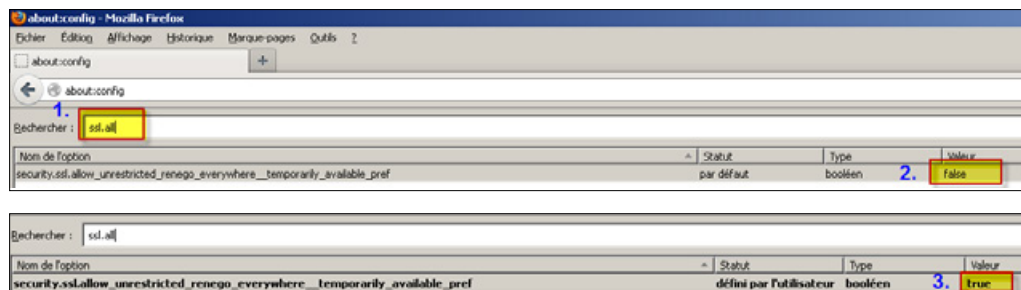 about:config - Mozilla Firefox
Fichier Édition Affichage Historique Marque-pages Outils ?
about:config +
about:config
1.
Rechercher : ssl.all
Nom de l'option Statut Type Valeur
security.ssl.allow_unrestricted_renego_everywhere__temporarily_available_pref par défaut booléen 2. false
Rechercher : ssl.all
Nom de l'option Statut Type Valeur
security.ssl.allow_unrestricted_renego_everywhere__temporarily_available_pref défini par l'utilisateur booléen 3. true